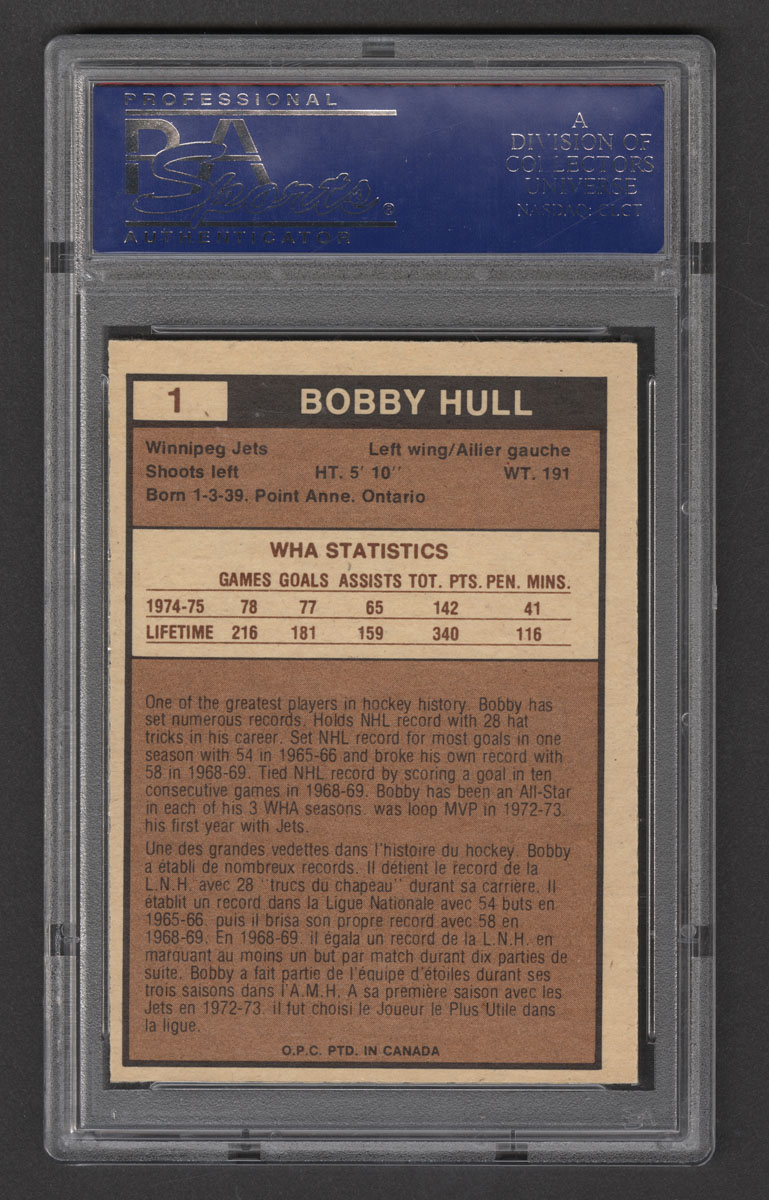 PROFESSIONAL
PSA
Sports ®
AUTHENTICATOR
A
DIVISION OF
COLLECTORS
UNIVERSE
NASDAQ: CLCT
1 BOBBY HULL
Winnipeg Jets Left wing/Ailier gauche
Shoots left HT. 5' 10'' WT. 191
Born 1-3-39. Point Anne. Ontario
WHA STATISTICS
GAMES GOALS ASSISTS TOT. PTS. PEN. MINS.
1974-75 78 77 65 142 41
LIFETIME 216 181 159 340 116
One of the greatest players in hockey history. Bobby has
set numerous records. Holds NHL record with 28 hat
tricks in his career. Set NHL record for most goals in one
season with 54 in 1965-66 and broke his own record with
58 in 1968-69. Tied NHL record by scoring a goal in ten
consecutive games in 1968-69. Bobby has been an All-Star
in each of his 3 WHA seasons. was loop MVP in 1972-73.
his first year with Jets.
Une des grandes vedettes dans l'histoire du hockey. Bobby
a établi de nombreux records. Il détient le record de la
L.N.H. avec 28 ''trucs du chapeau'' durant sa carrière. Il
établit un record dans la Ligue Nationale avec 54 buts en
1965-66. puis il brisa son propre record avec 58 en
1968-69. En 1968-69. il égala un record de la L.N.H. en
marquant au moins un but par match durant dix parties de
suite. Bobby a fait partie de l'équipe d'étoiles durant ses
trois saisons dans l'A.M.H. A sa première saison avec les
Jets en 1972-73. il fut choisi le Joueur le Plus Utile dans
la ligue.
O.P.C. PTD. IN CANADA